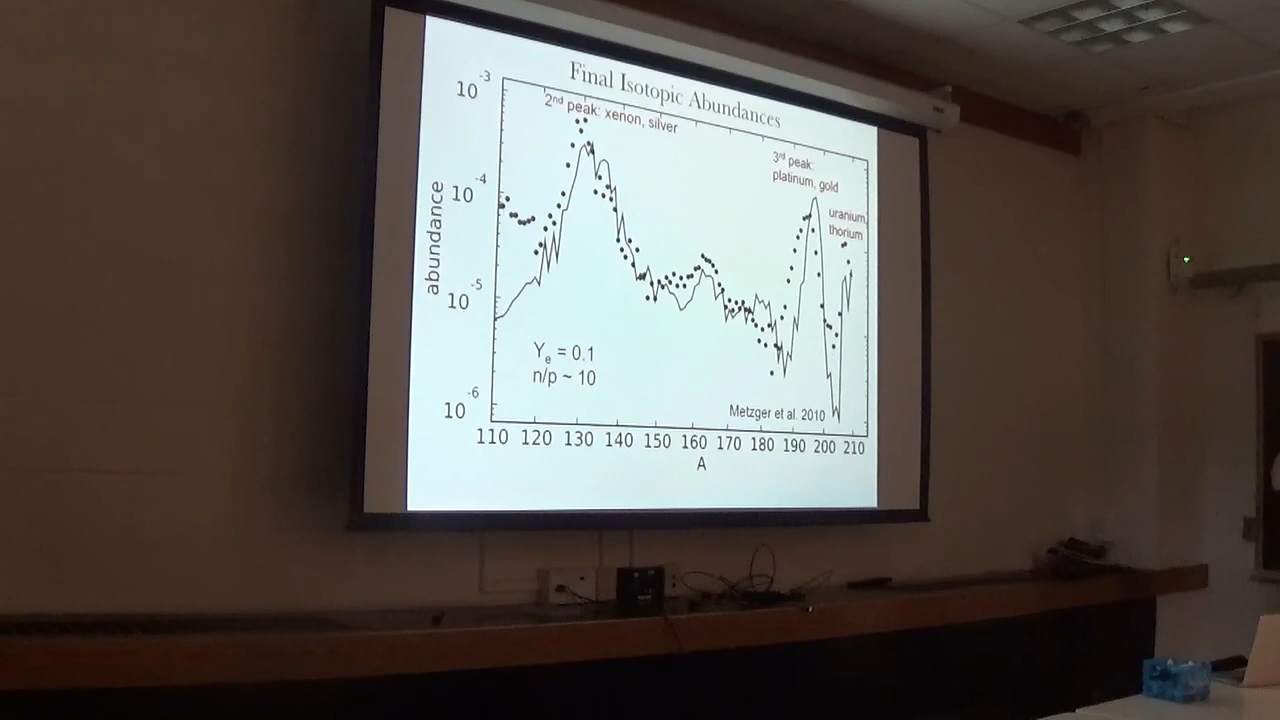 Final Isotopic Abundances
2nd peak: xenon, silver
3rd peak:
platinum, gold
uranium,
thorium
abundance
10-3
10-4
10-5
10-6
Ye = 0.1
n/p ~ 10
Metzger et al. 2010
110 120 130 140 150 160 170 180 190 200 210
A